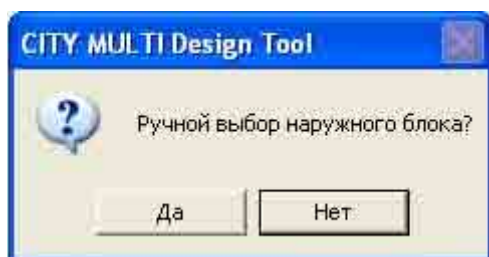 CITY MULTI Design Tool
?
Ручной выбор наружного блока?
Да
Нет